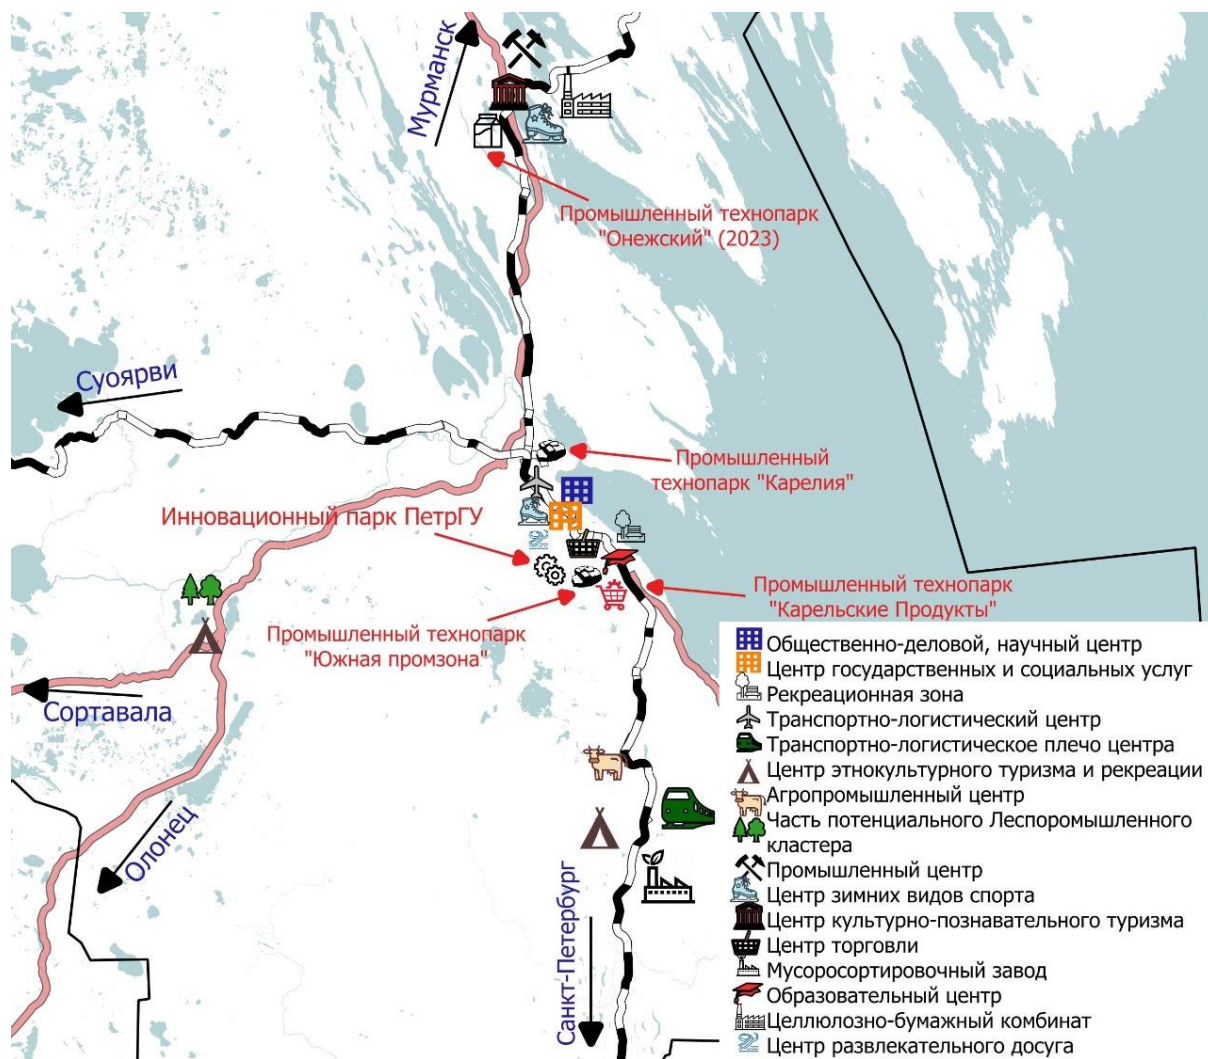 Мурманск
Промышленный технопарк
"Онежский" (2023)
Суоярви
Промышленный
технопарк "Карелия"
Инновационный парк ПетрГУ
Промышленный технопарк
"Карельские Продукты"
Промышленный технопарк
"Южная промзона"
Сортавала
Олонец
Санкт-Петербург
Общественно-деловой, научный центр
Центр государственных и социальных услуг
Рекреационная зона
Транспортно-логистический центр
Транспортно-логистическое плечо центра
Центр этнокультурного туризма и рекреации
Агропромышленный центр
Часть потенциального Леспоромышленного
кластера
Промышленный центр
Центр зимних видов спорта
Центр культурно-познавательного туризма
Центр торговли
Мусоросортировочный завод
Образовательный центр
Целлюлозно-бумажный комбинат
Центр развлекательного досуга